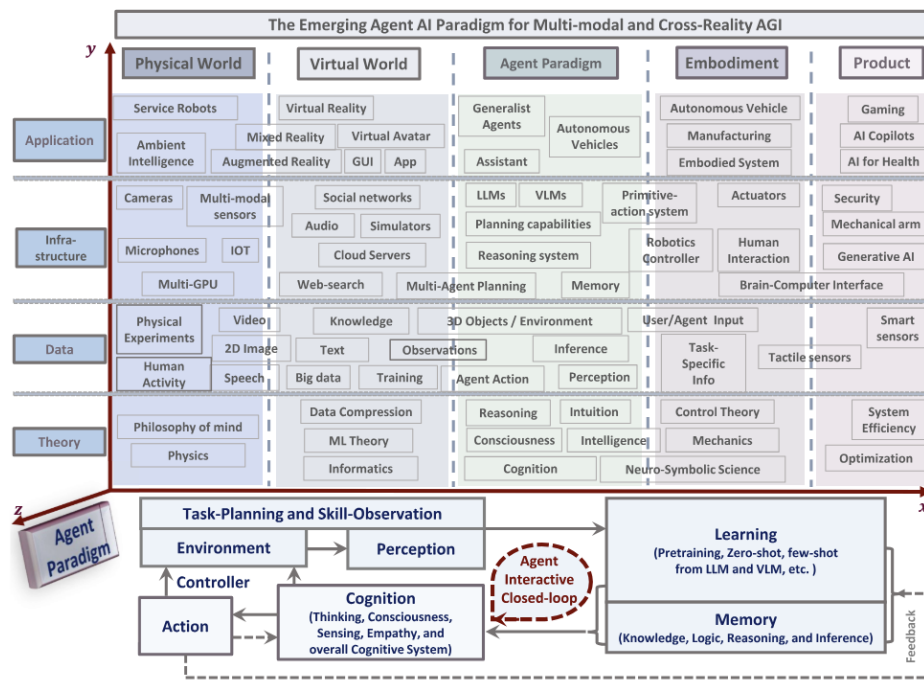 The Emerging Agent AI Paradigm for Multi-modal and Cross-Reality AGI
y
Physical World
Virtual World
Agent Paradigm
Embodiment
Product
Application
Service Robots
Ambient
Intelligence
Virtual Reality
Mixed Reality
Virtual Avatar
Augmented Reality
GUI
App
Generalist
Agents
Autonomous
Vehicles
Assistant
Autonomous Vehicle
Manufacturing
Embodied System
Gaming
AI Copilots
AI for Health
Infra-
structure
Cameras
Multi-modal
sensors
Microphones
IOT
Multi-GPU
Social networks
Audio
Simulators
Cloud Servers
Web-search
Multi-Agent Planning
LLMs
VLMs
Planning capabilities
Reasoning system
Memory
Primitive-
action system
Actuators
Robotics
Controller
Human
Interaction
Brain-Computer Interface
Security
Mechanical arm
Generative AI
Data
Physical
Experiments
Video
2D Image
Human
Activity
Speech
Knowledge
3D Objects / Environment
Text
Observations
Inference
Big data
Training
Agent Action
Perception
User/Agent Input
Task-
Specific
Info
Tactile sensors
Smart
sensors
Theory
Philosophy of mind
Physics
Data Compression
ML Theory
Informatics
Reasoning
Intuition
Consciousness
Intelligence
Cognition
Neuro-Symbolic Science
Control Theory
Mechanics
System
Efficiency
Optimization
z
x
Agent
Paradigm
Task-Planning and Skill-Observation
Environment
Perception
Controller
Action
Cognition
(Thinking, Consciousness,
Sensing, Empathy, and
overall Cognitive System)
Agent
Interactive
Closed-loop
Learning
(Pretraining, Zero-shot, few-shot
from LLM and VLM, etc. )
Memory
(Knowledge, Logic, Reasoning, and Inference)
Feedback